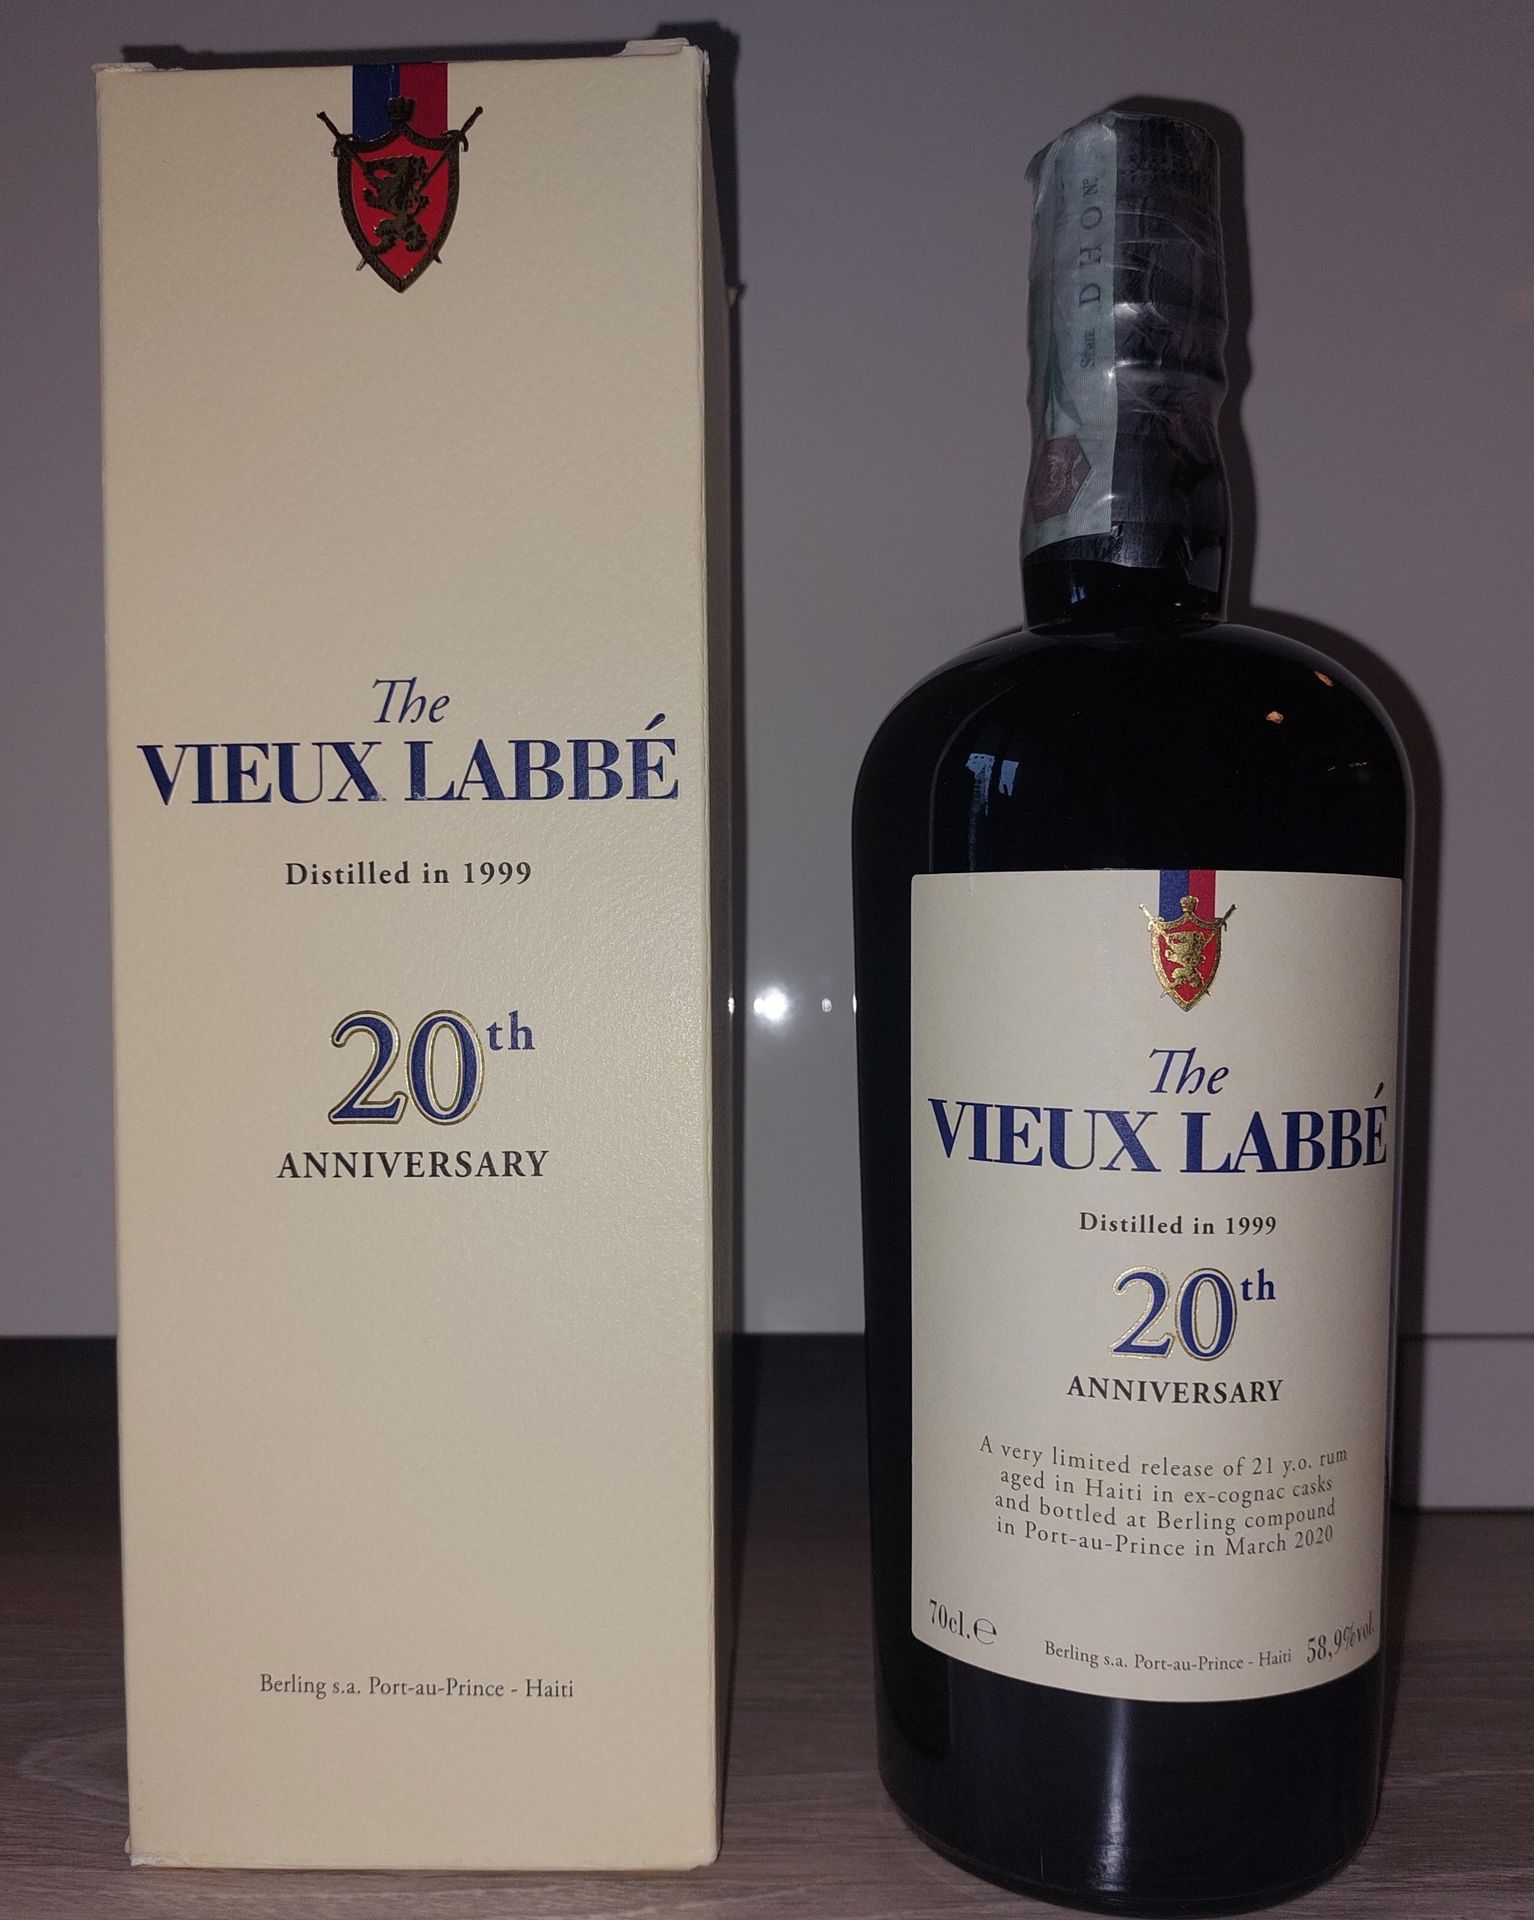 The
VIEUX LABBÉ
Distilled in 1999
20th
ANNIVERSARY
Berling s.a. Port-au-Prince - Haiti
SERIE DHO N°.
The
VIEUX LABBÉ
Distilled in 1999
20th
ANNIVERSARY
A very limited release of 21 y.o. rum
aged in Haiti in ex-cognac casks
and bottled at Berling compound
in Port-au-Prince in March 2020
70cl.℮
Berling s.a. Port-au-Prince - Haiti
58,9%vol.